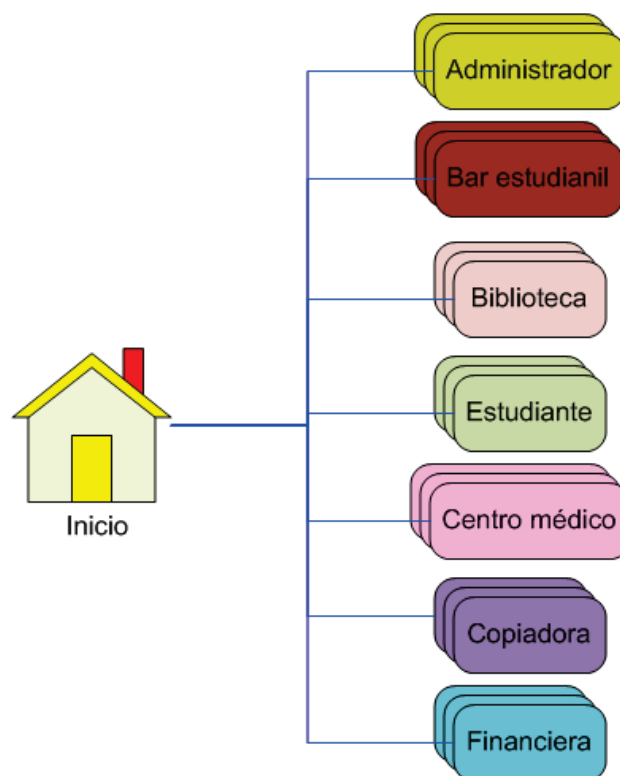 Administrador
Bar estudianil
Biblioteca
Estudiante
Inicio
Centro médico
Copiadora
Financiera